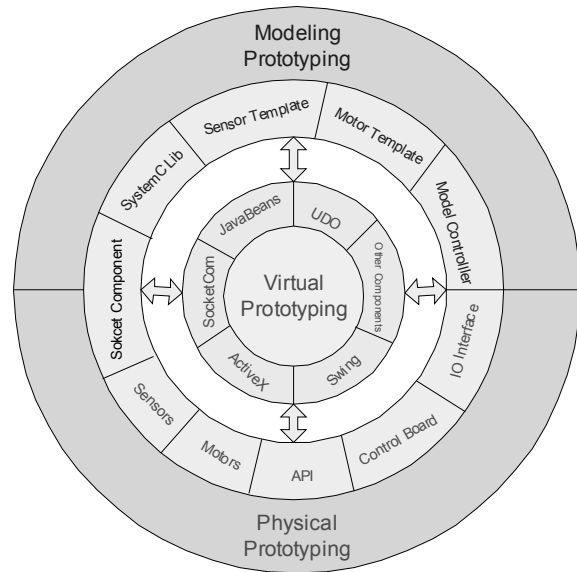 Modeling
Prototyping
Sensor Template
Motor Template
SystemC Lib
Model Controlller
Sokcet Component
JavaBeans
UDO
SocketCom
Other Components
Virtual
Prototyping
ActiveX
Swing
IO Interface
Sensors
Motors
API
Control Board
Physical
Prototyping